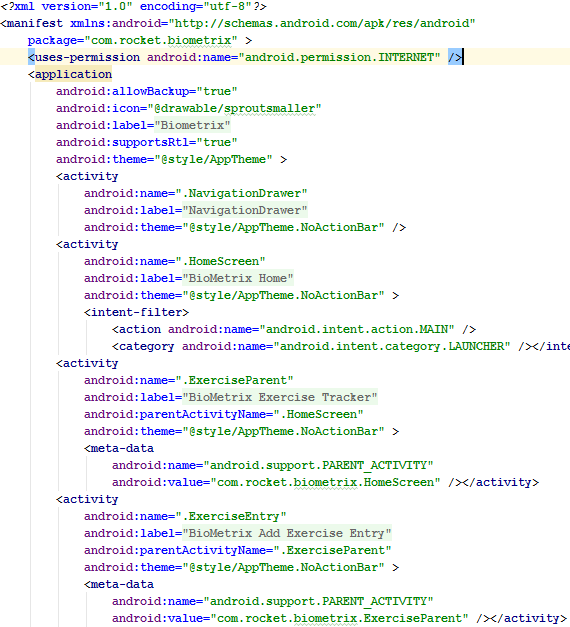 <?xml version="1.0" encoding="utf-8"?>
<manifest xmlns:android="http://schemas.android.com/apk/res/android"
package="com.rocket.biometrix" >
<uses-permission android:name="android.permission.INTERNET" />
<application
android:allowBackup="true"
android:icon="@drawable/sproutsmaller"
android:label="Biometrix"
android:supportsRtl="true"
android:theme="@style/AppTheme" >
<activity
android:name=".NavigationDrawer"
android:label="NavigationDrawer"
android:theme="@style/AppTheme.NoActionBar" />
<activity
android:name=".HomeScreen"
android:label="BioMetrix Home"
android:theme="@style/AppTheme.NoActionBar" >
<intent-filter>
<action android:name="android.intent.action.MAIN" />
<category android:name="android.intent.category.LAUNCHER" /></inte
<activity
android:name=".ExerciseParent"
android:label="BioMetrix Exercise Tracker"
android:parentActivityName=".HomeScreen"
android:theme="@style/AppTheme.NoActionBar" >
<meta-data
android:name="android.support.PARENT_ACTIVITY"
android:value="com.rocket.biometrix.HomeScreen" /></activity>
<activity
android:name=".ExerciseEntry"
android:label="BioMetrix Add Exercise Entry"
android:parentActivityName=".ExerciseParent"
android:theme="@style/AppTheme.NoActionBar" >
<meta-data
android:name="android.support.PARENT_ACTIVITY"
android:value="com.rocket.biometrix.ExerciseParent" /></activity>